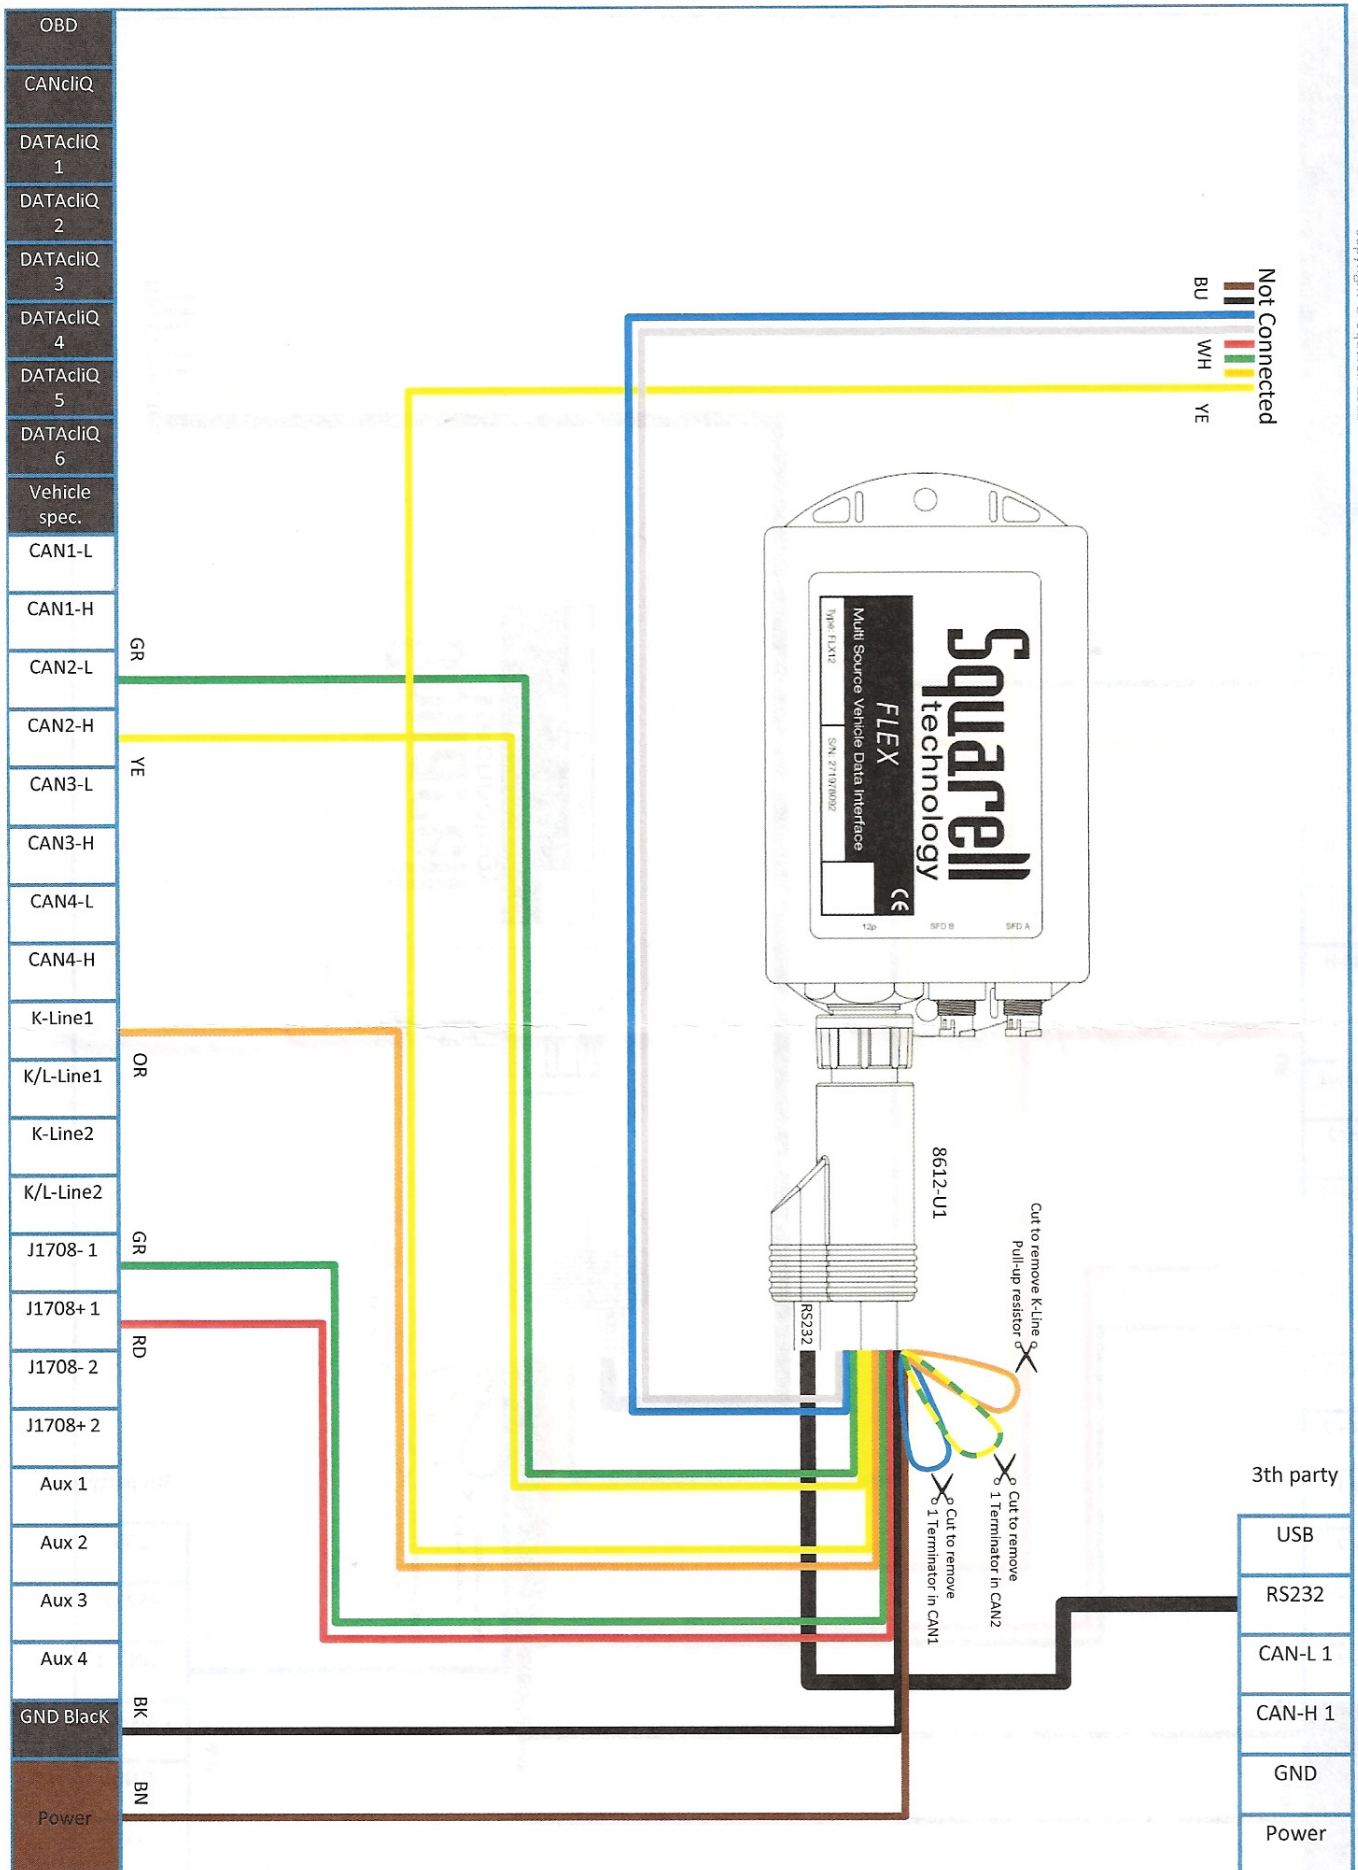 OBD
CANcliQ
DATAcliQ
1
DATAcliQ
2
DATAcliQ
3
DATAcliQ
4
DATAcliQ
5
DATAcliQ
6
Vehicle
spec.
CAN1-L
CAN1-H
CAN2-L
CAN2-H
CAN3-L
CAN3-H
CAN4-L
CAN4-H
K-Line1
K/L-Line1
K-Line2
K/L-Line2
J1708- 1
J1708+ 1
J1708- 2
J1708+ 2
Aux 1
Aux 2
Aux 3
Aux 4
GND BlacK
Power
GR
YE
OR
GR
RD
BK
BN
Not Connected
BU
WH
YE
Squarell
technology
FLEX
Multi Source Vehicle Data Interface
Type: FLX12
S/N: 271978092
CE
12p
SFD B
SFD A
8612-U1
RS232
Cut to remove K-Line
Pull-up resistor
Cut to remove
1 Terminator in CAN2
Cut to remove
1 Terminator in CAN1
3th party
USB
RS232
CAN-L 1
CAN-H 1
GND
Power